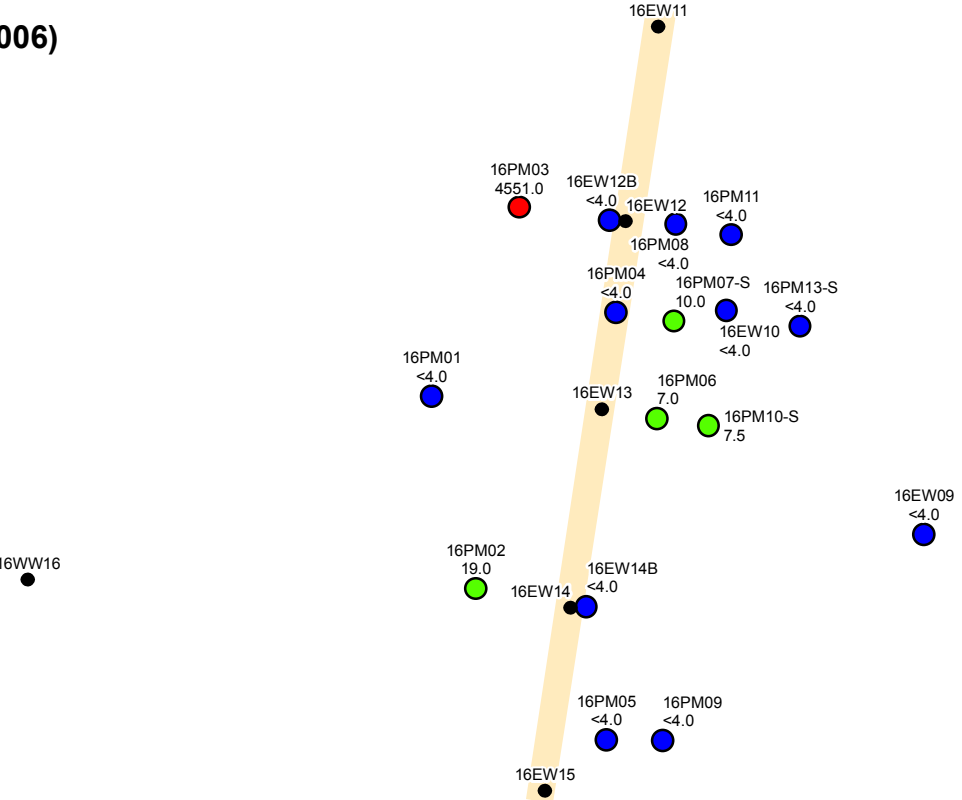 16EW11
006)
16PM03
4551.0
16EW12B
<4.0
16EW12
16PM11
<4.0
16PM08
<4.0
16PM04
<4.0
16PM07-S
10.0
16PM13-S
<4.0
16EW10
<4.0
16PM01
<4.0
16EW13
16PM06
7.0
16PM10-S
7.5
16EW09
<4.0
16WW16
16PM02
19.0
16EW14B
<4.0
16EW14
16PM05
<4.0
16PM09
<4.0
16EW15